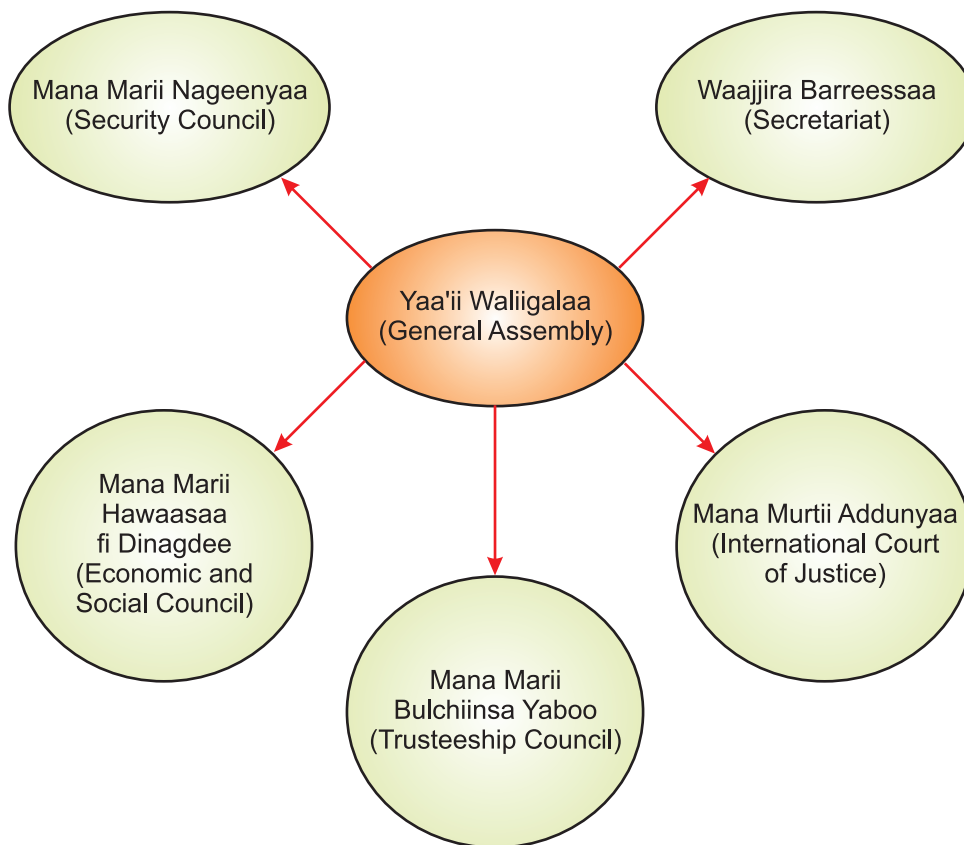 Mana Marii Nageenyaa
(Security Council)
Waajjira Barreessaa
(Secretariat)
Yaa'ii Waliigalaa
(General Assembly)
Mana Marii
Hawaasaa
fi Dinagdee
(Economic and
Social Council)
Mana Murtii Addunyaa
(International Court
of Justice)
Mana Marii
Bulchiinsa Yaboo
(Trusteeship Council)